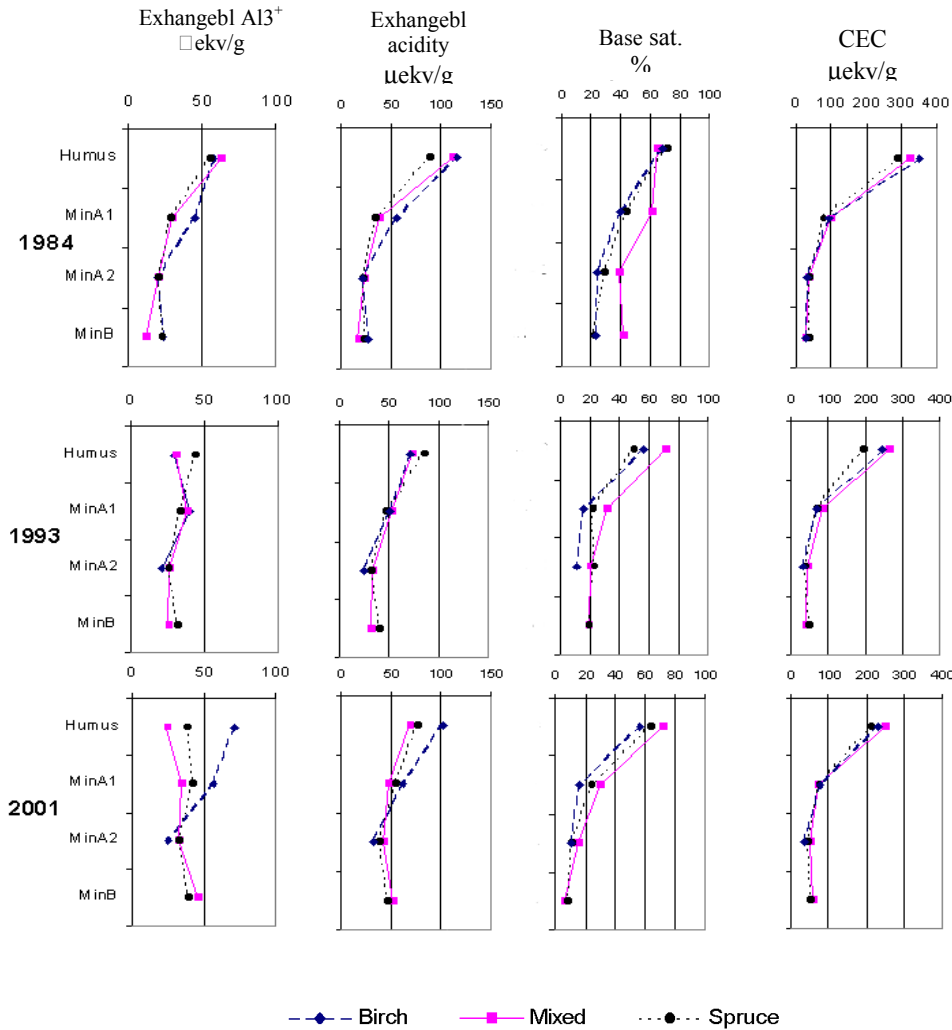 Exhangebl Al3+
□ekv/g
Exhangebl
acidity
µekv/g
Base sat.
%
CEC
µekv/g
0 50 100
0 50 100 150
0 20 40 60 80 100
0 100 200 300 400
1984
Humus
MinA1
MinA2
MinB
0 50 100
0 50 100 150
0 20 40 60 80 100
0 100 200 300 400
1993
Humus
MinA1
MinA2
MinB
0 50 100
0 50 100 150
0 20 40 60 80 100
0 100 200 300 400
2001
Humus
MinA1
MinA2
MinB
Birch Mixed Spruce